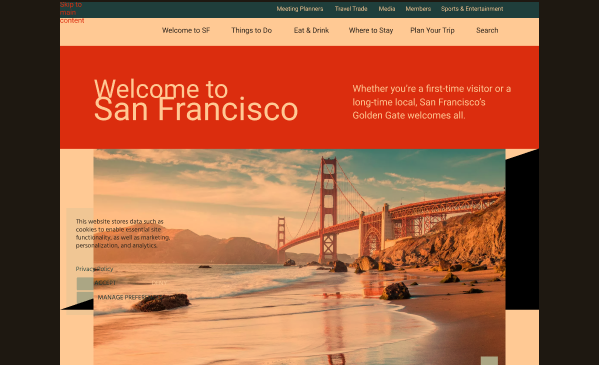 Skip to
main
content
Meeting Planners Travel Trade Media Members Sports & Entertainment
Welcome to SF Things to Do Eat & Drink Where to Stay Plan Your Trip Search
Welcome to
San Francisco
Whether you're a first-time visitor or a
long-time local, San Francisco's
Golden Gate welcomes all.
This website stores data such as
cookies to enable essential site
functionality, as well as marketing,
personalization, and analytics.
Privacy Policy
MANAGE